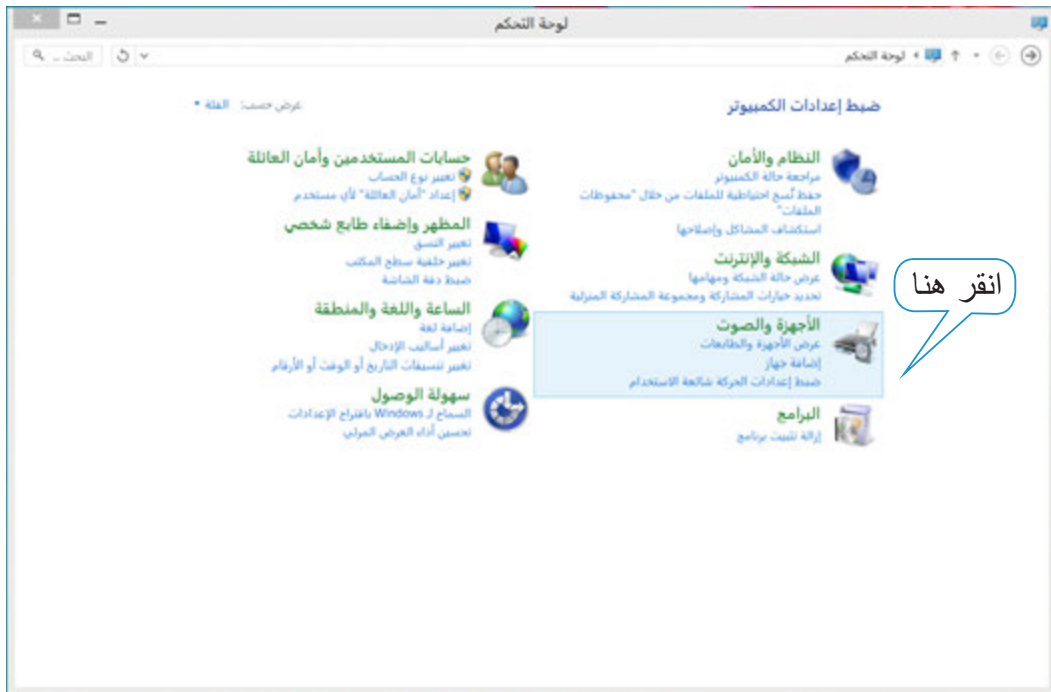 لوحة التحكم
لوحة التحكم
البحث ..
ضبط إعدادات الكمبيوتر
عرض حسب: الفئة
النظام والأمان
مراجعة حالة الكمبيوتر
حفظ نُسخ احتياطية للملفات من خلال "محفوظات
الملفات"
استكشاف المشاكل وإصلاحها
الشبكة والإنترنت
عرض حالة الشبكة ومهامها
تحديد خيارات المشاركة ومجموعة المشاركة المنزلية
الأجهزة والصوت
عرض الأجهزة والطابعات
إضافة جهاز
ضبط إعدادات الحركة شائعة الاستخدام
البرامج
إزالة تثبيت برنامج
حسابات المستخدمين وأمان العائلة
تغيير نوع الحساب
إعداد "أمان العائلة" لأي مستخدم
المظهر وإضفاء طابع شخصي
تغيير النسق
تغيير خلفية سطح المكتب
ضبط دقة الشاشة
الساعة واللغة والمنطقة
إضافة لغة
تغيير أساليب الإدخال
تغيير تنسيقات التاريخ أو الوقت أو الأرقام
سهولة الوصول
السماح لـ Windows باقتراح الإعدادات
تحسين أداء العرض المرئي
انقر هنا